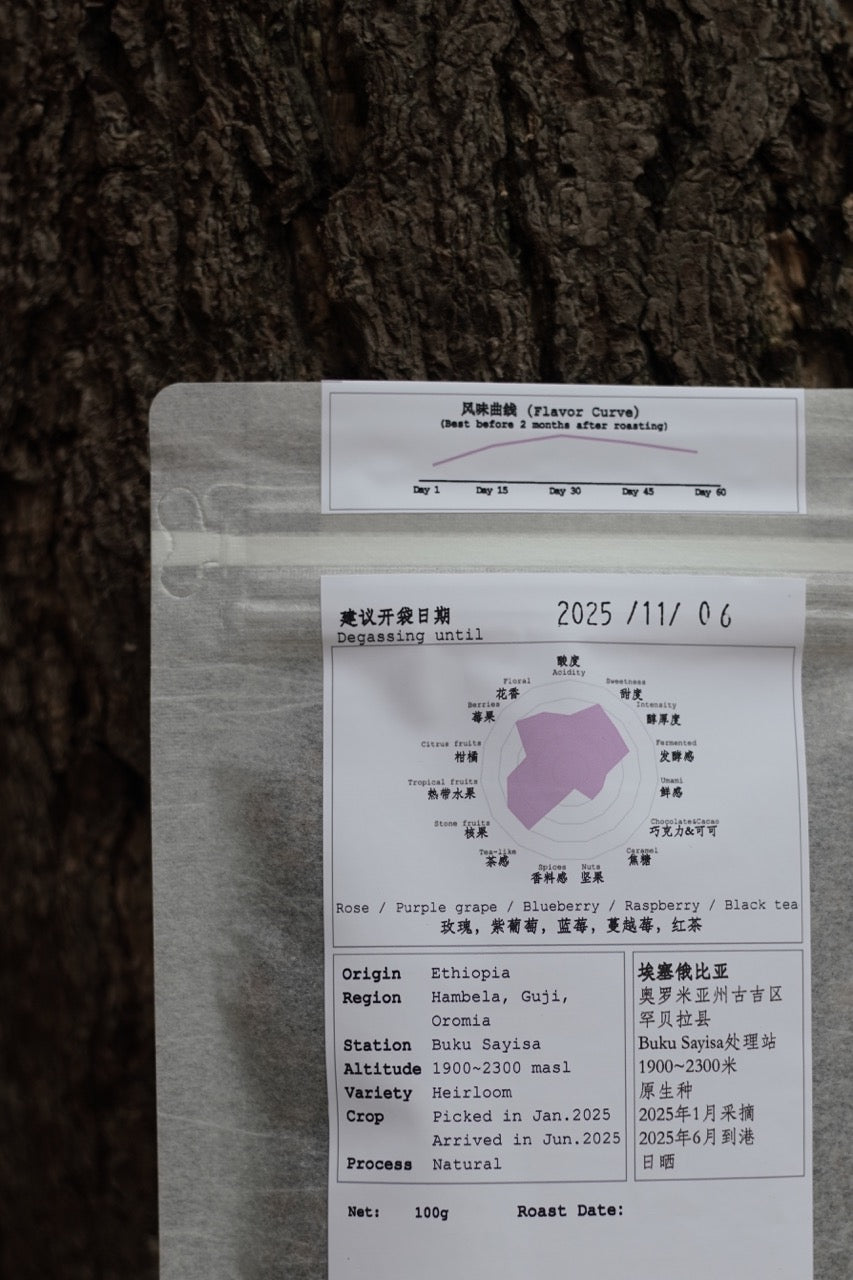 风味曲线 (Flavor Curve)
(Best before 2 months after roasting)
Day 1 Day 15 Day 30 Day 45 Day 60
建议开袋日期 2025 /11/ 06
Degassing until
酸度
Acidity
Floral
花香
Sweetness
甜度
Berries
莓果
Intensity
醇厚度
Citrus fruits
柑橘
Fermented
发酵感
Tropical fruits
热带水果
Umami
鲜感
Stone fruits
核果
Chocolate&Cacao
巧克力&可可
Tea-like
茶感
Caramel
焦糖
Spices
香料感
Nuts
坚果
Rose / Purple grape / Blueberry / Raspberry / Black tea
玫瑰, 紫葡萄, 蓝莓, 蔓越莓, 红茶
Origin Ethiopia
Region Hambela, Guji,
Oromia
Station Buku Sayisa
Altitude 1900~2300 masl
Variety Heirloom
Crop Picked in Jan.2025
Arrived in Jun.2025
Process Natural
埃塞俄比亚
奥罗米亚州古吉区
罕贝拉县
Buku Sayisa处理站
1900~2300米
原生种
2025年1月采摘
2025年6月到港
日晒
Net: 100g Roast Date: